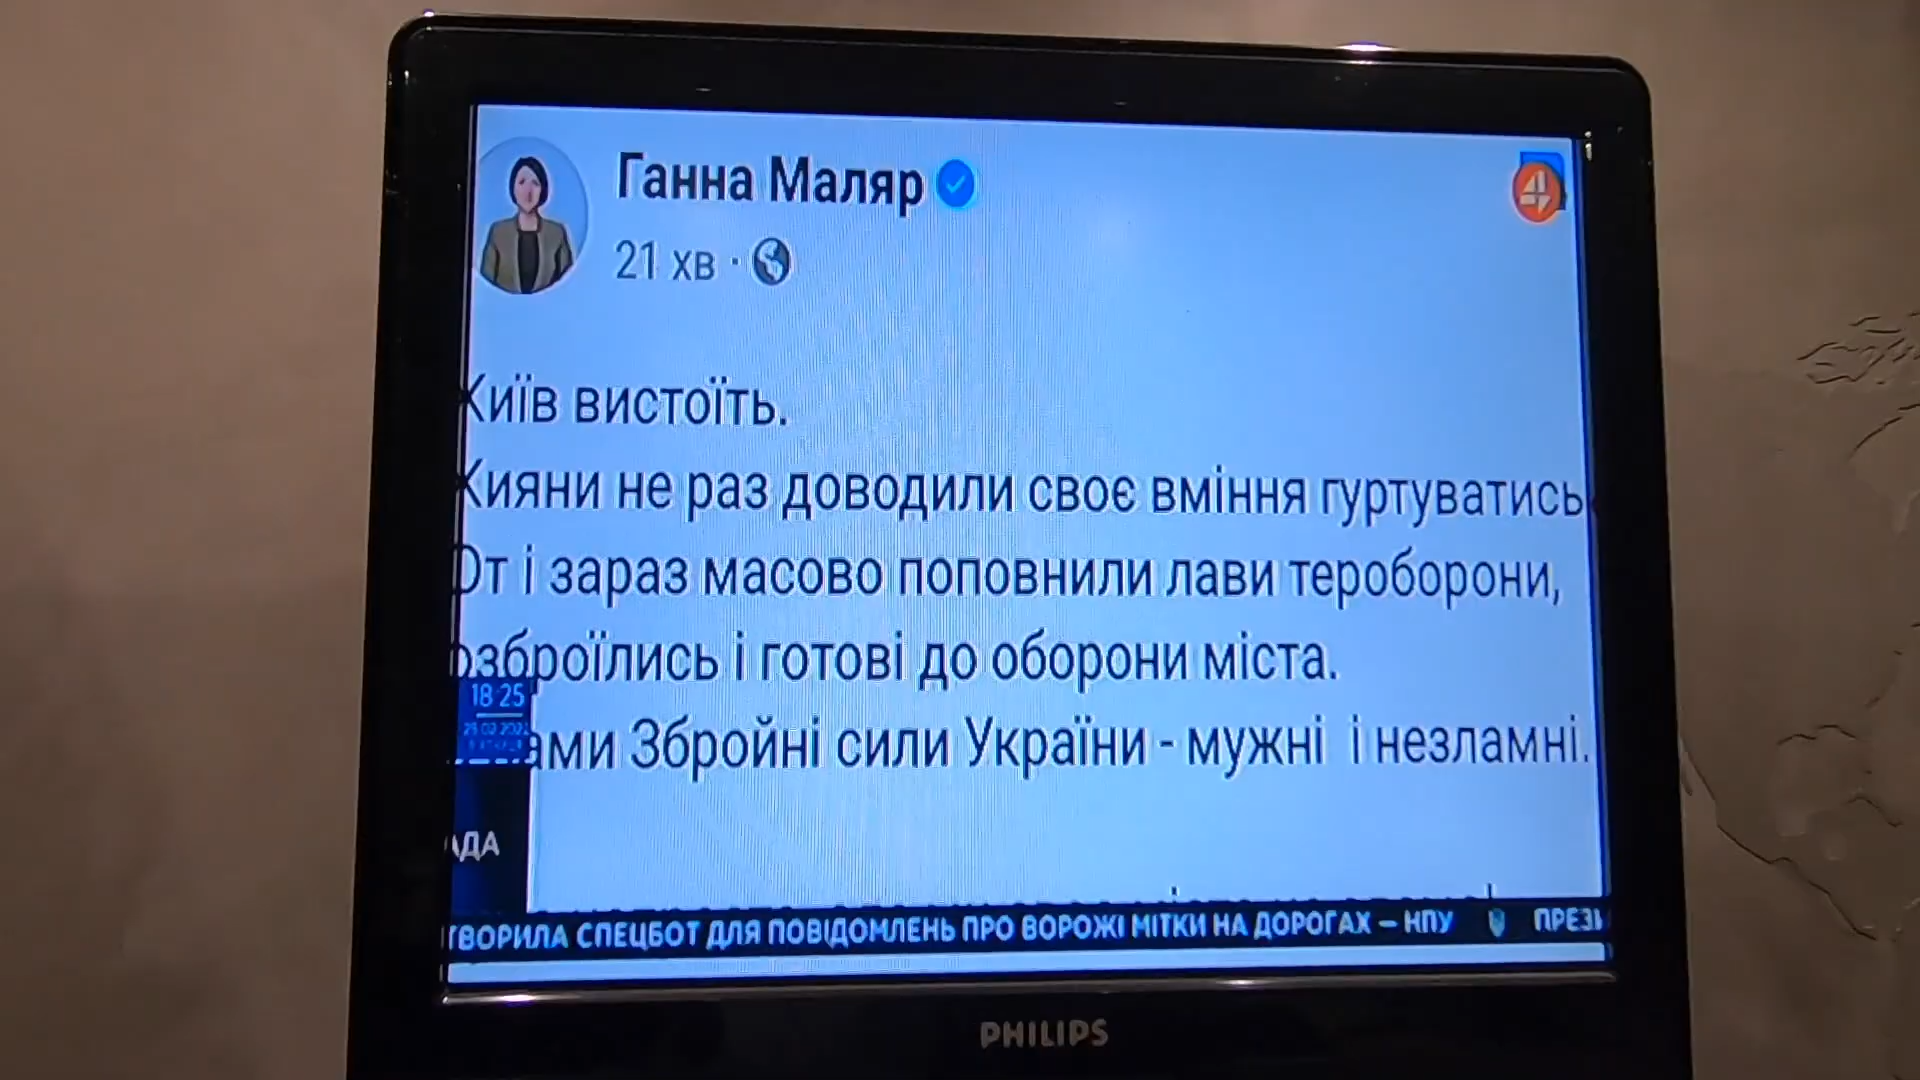 Ганна Маляр
21 хв
Київ вистоїть.
Кияни не раз доводили своє вміння гуртуватись
От і зараз масово поповнили лави тероборони,
озброїлись і готові до оборони міста.
18:25
ами Збройні сили України - мужні і незламні.
АДА
ТВОРИЛА СПЕЦБОТ ДЛЯ ПОВІДОМЛЕНЬ ПРО ВОРОЖІ МІТКИ НА ДОРОГАХ – НПУ ПРЕЗИ
PHILIPS